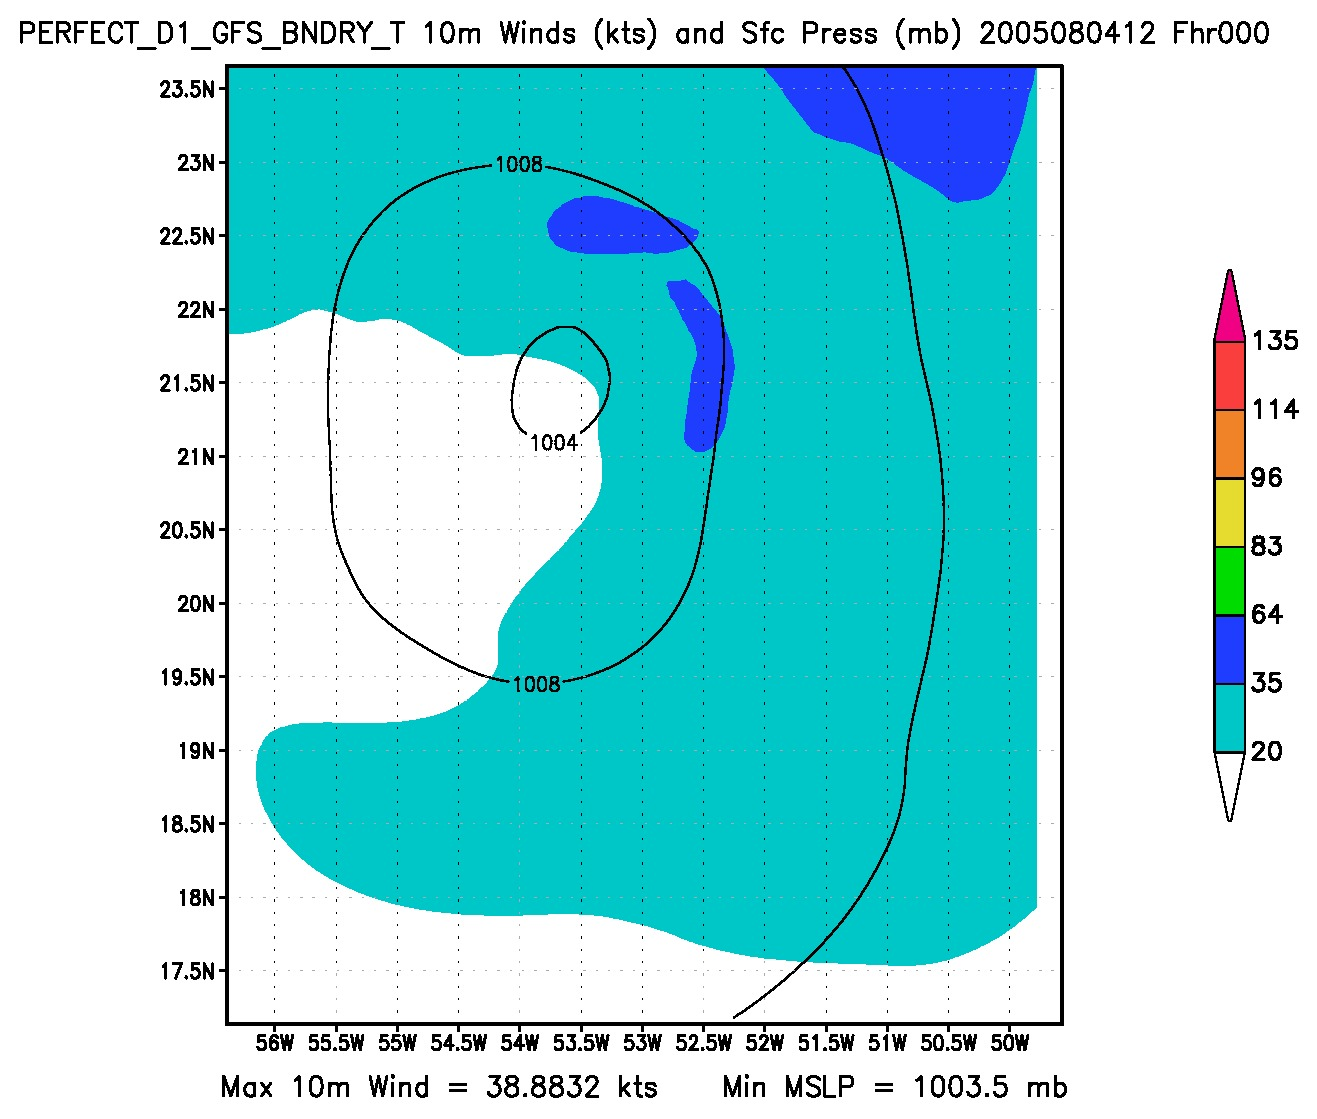 PERFECT_D1_GFS_BNDRY_T 10m Winds (kts) and Sfc Press (mb) 2005080412 Fhr000
23.5N
23N
22.5N
22N
21.5N
21N
20.5N
20N
19.5N
19N
18.5N
18N
17.5N
1008
1004
1008
135
114
96
83
64
35
20
56W 55.5W 55W 54.5W 54W 53.5W 53W 52.5W 52W 51.5W 51W 50.5W 50W
Max 10m Wind = 38.8832 kts Min MSLP = 1003.5 mb